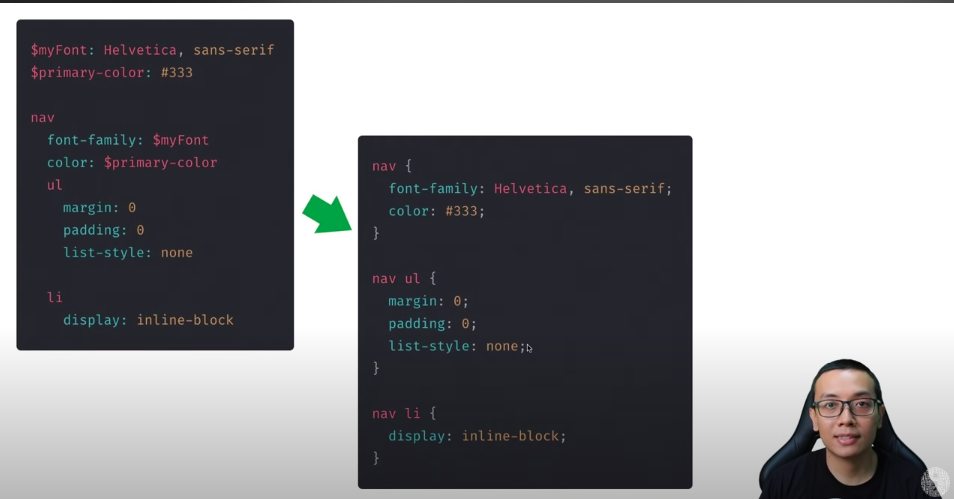 $myFont: Helvetica, sans-serif
$primary-color: #333
nav
font-family: $myFont
color: $primary-color
ul
margin: 0
padding: 0
list-style: none
li
display: inline-block
nav {
font-family: Helvetica, sans-serif;
color: #333;
}
nav ul {
margin: 0;
padding: 0;
list-style: none;
}
nav li {
display: inline-block;
}